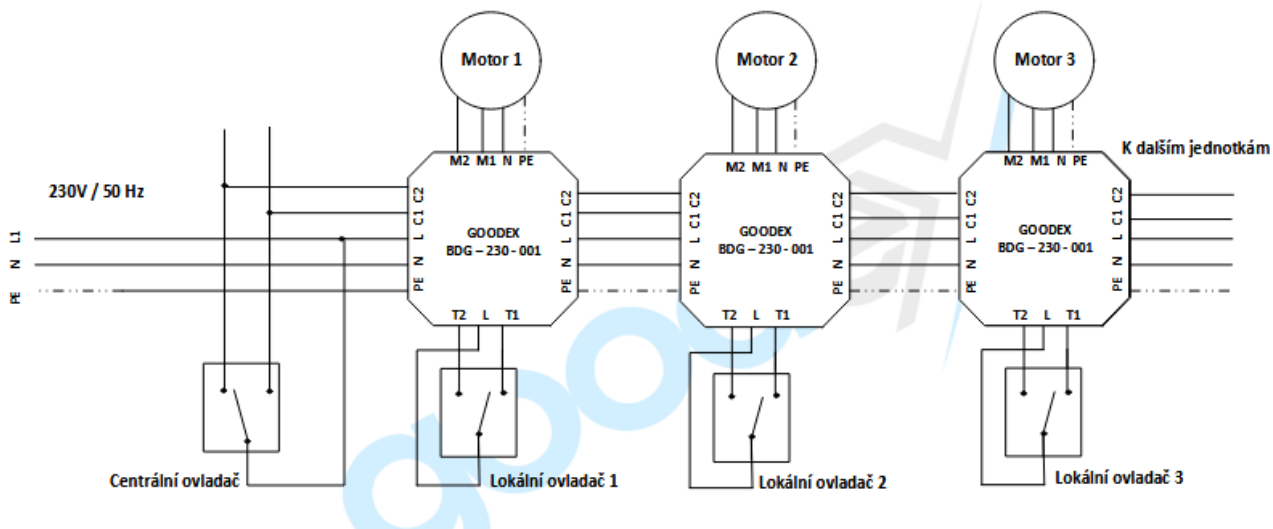 Motor 1
Motor 2
Motor 3
M2 M1 N PE
M2 M1 N PE
M2 M1 N PE
K dalším jednotkám
230V / 50 Hz
L1
N
PE
C2
C1
L
N
PE
GOODEX
BDG – 230 - 001
C2
C1
L
N
PE
C2
C1
L
N
PE
GOODEX
BDG – 230 - 001
C2
C1
L
N
PE
C2
C1
L
N
PE
GOODEX
BDG – 230 - 001
C2
C1
L
N
PE
T2 L T1
T2 L T1
T2 L T1
Centrální ovladač
Lokální ovladač 1
Lokální ovladač 2
Lokální ovladač 3